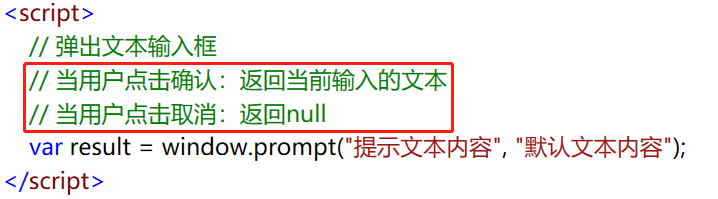 <script>
// 弹出文本输入框
// 当用户点击确认：返回当前输入的文本
// 当用户点击取消：返回null
var result = window.prompt("提示文本内容", "默认文本内容");
</script>